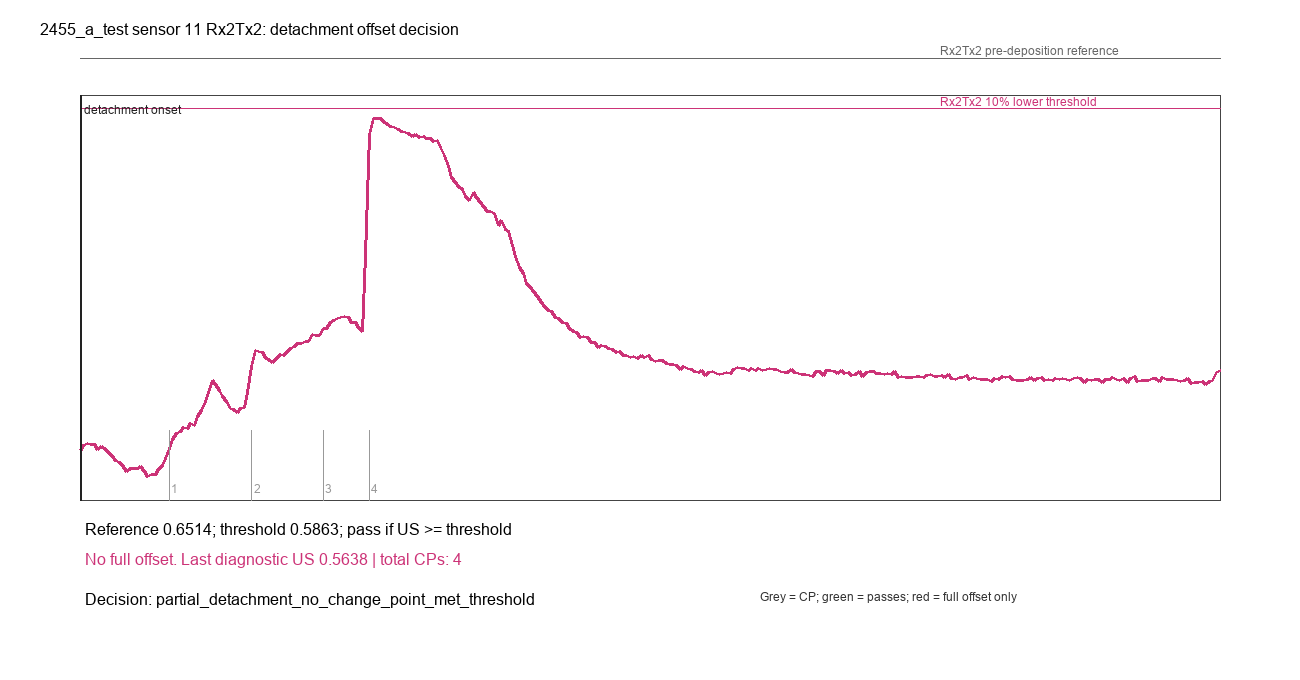 2455_a_test sensor 11 Rx2Tx2: detachment offset decision
Rx2Tx2 pre-deposition reference
Rx2Tx2 10% lower threshold
detachment onset
1
2
3
4
Reference 0.6514; threshold 0.5863; pass if US >= threshold
No full offset. Last diagnostic US 0.5638 | total CPs: 4
Decision: partial_detachment_no_change_point_met_threshold
Grey = CP; green = passes; red = full offset only